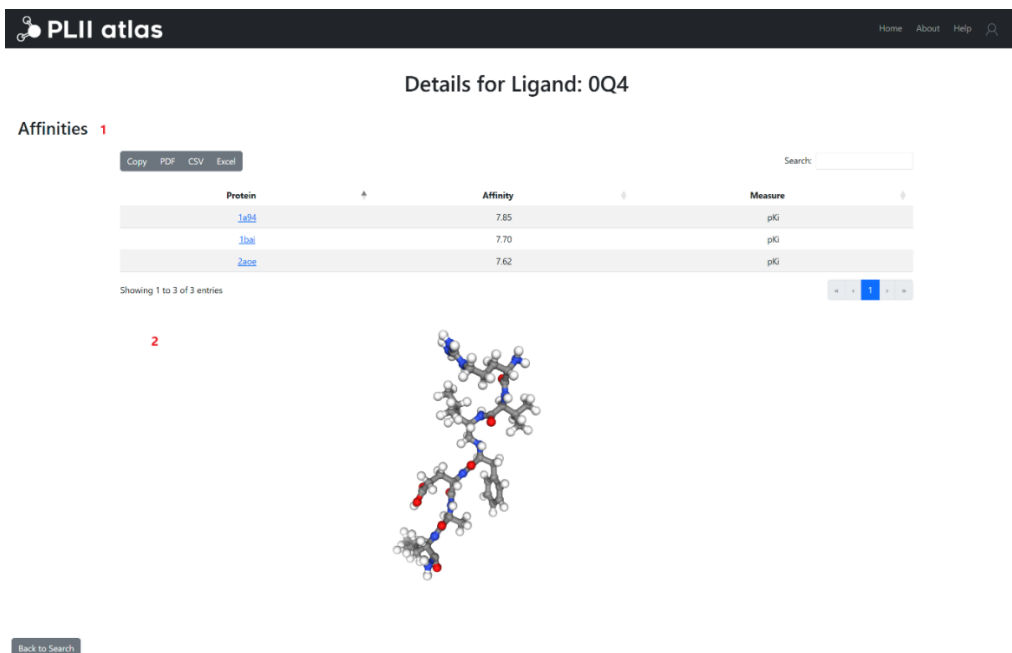 PLII atlas
Home About Help
Details for Ligand: 0Q4
Affinities 1
Copy PDF CSV Excel
Search:
Protein Affinity Measure
1a94 7.85 pKi
1bai 7.70 pKi
2aoe 7.62 pKi
Showing 1 to 3 of 3 entries
« ‹ 1 › »
2
Back to Search